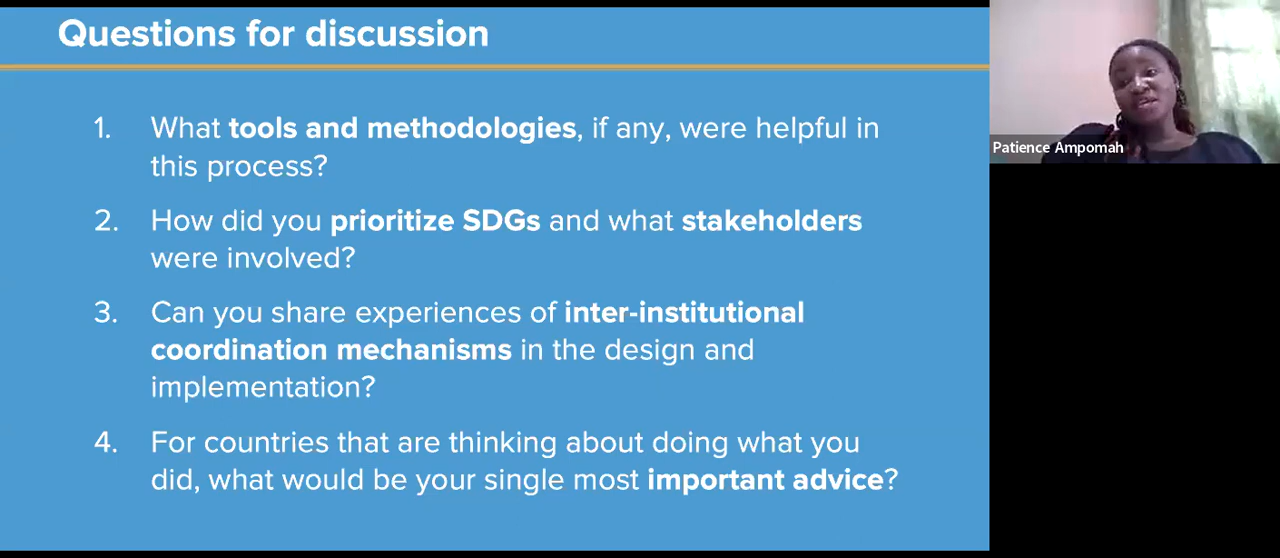 Questions for discussion
1. What tools and methodologies, if any, were helpful in
this process?
2. How did you prioritize SDGs and what stakeholders
were involved?
3. Can you share experiences of inter-institutional
coordination mechanisms in the design and
implementation?
4. For countries that are thinking about doing what you
did, what would be your single most important advice?
Patience Ampomah